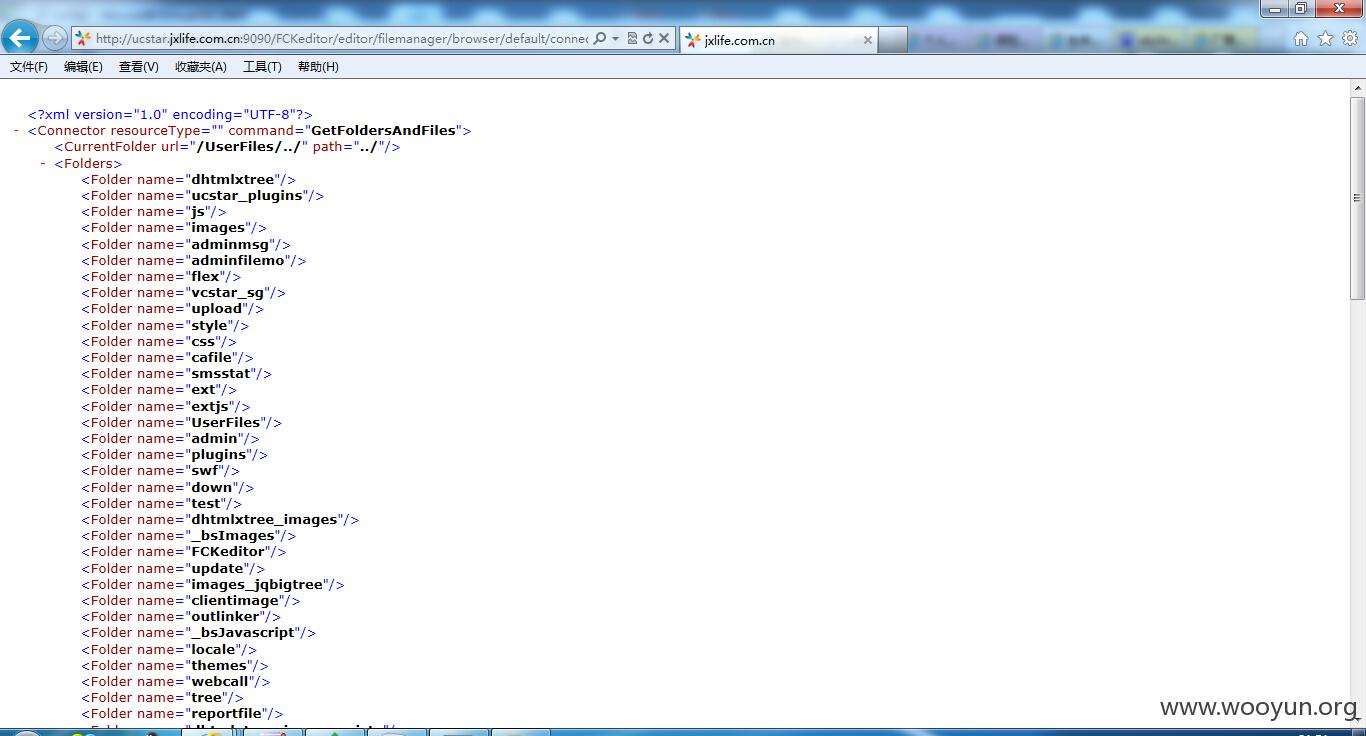 http://ucstar.jxlife.com.cn:9090/FCKeditor/editor/filemanager/browser/default/connec
jxlife.com.cn
文件(F) 编辑(E) 查看(V) 收藏夹(A) 工具(T) 帮助(H)
<?xml version="1.0" encoding="UTF-8"?>
- <Connector resourceType="" command="GetFoldersAndFiles">
<CurrentFolder url="/UserFiles/../" path="../"/>
- <Folders>
<Folder name="dhtmlxtree"/>
<Folder name="ucstar_plugins"/>
<Folder name="js"/>
<Folder name="images"/>
<Folder name="adminmsg"/>
<Folder name="adminfilemo"/>
<Folder name="flex"/>
<Folder name="vcstar_sg"/>
<Folder name="upload"/>
<Folder name="style"/>
<Folder name="css"/>
<Folder name="cafile"/>
<Folder name="smsstat"/>
<Folder name="ext"/>
<Folder name="extjs"/>
<Folder name="UserFiles"/>
<Folder name="admin"/>
<Folder name="plugins"/>
<Folder name="swf"/>
<Folder name="down"/>
<Folder name="test"/>
<Folder name="dhtmlxtree_images"/>
<Folder name="_bsImages"/>
<Folder name="FCKeditor"/>
<Folder name="update"/>
<Folder name="images_jqbigtree"/>
<Folder name="clientimage"/>
<Folder name="outlinker"/>
<Folder name="_bsJavascript"/>
<Folder name="locale"/>
<Folder name="themes"/>
<Folder name="webcall"/>
<Folder name="tree"/>
<Folder name="reportfile"/>
www.wooyun.org